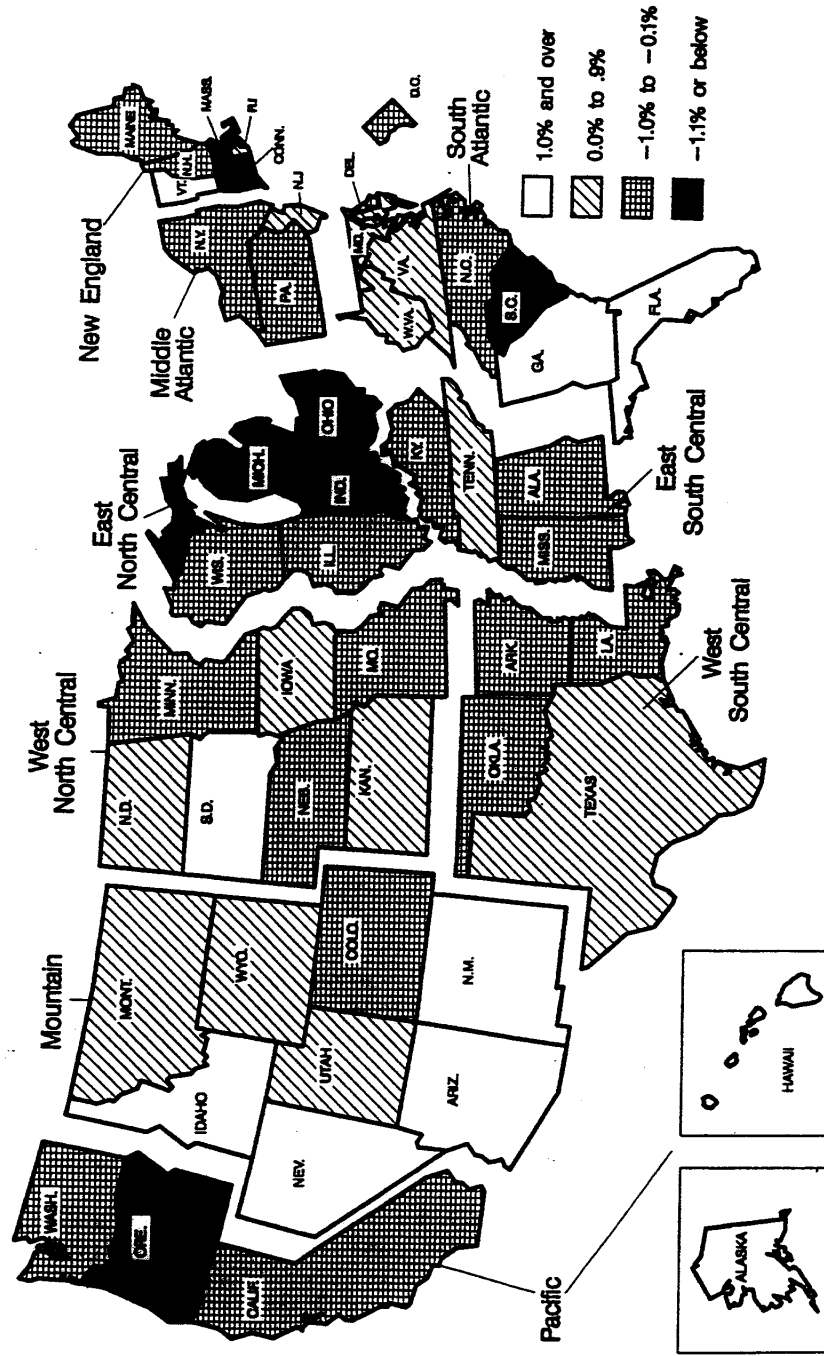 New England
Middle
Atlantic
East
North Central
West
North Central
Mountain
Pacific
South
Atlantic
East
South Central
West
South Central
WASH.
ORE.
CALIF.
IDAHO
NEV.
MONT.
WYO.
UTAH
COLO.
ARIZ.
N.M.
N.D.
S.D.
NEB.
KAN.
MINN.
IOWA
MO.
OKLA.
ARK.
TEXAS
LA.
WIS.
MICH.
ILL.
IND.
OHIO
KY.
TENN.
MISS.
ALA.
MAINE
VT.
N.H.
MASS.
R.I.
CONN.
N.Y.
PA.
N.J.
DEL.
MD.
D.C.
W.VA.
VA.
N.C.
S.C.
GA.
FLA.
ALASKA
HAWAII
1.0% and over
0.0% to .9%
−1.0% to −0.1%
−1.1% or below